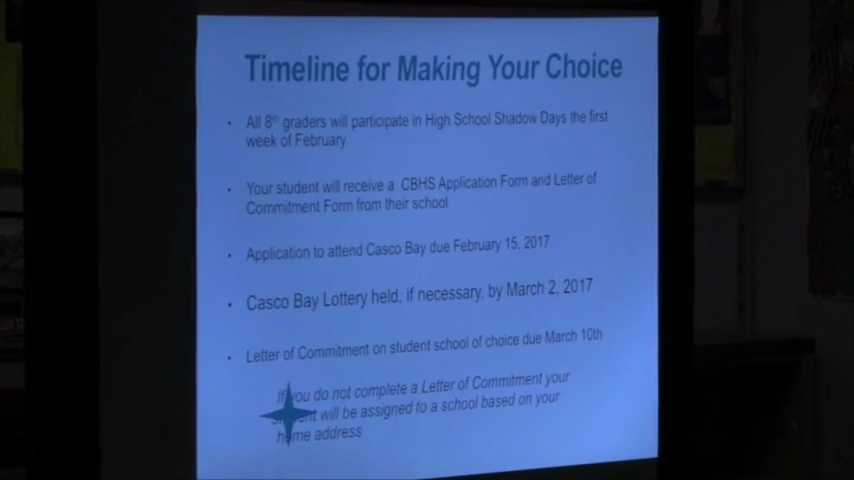 Timeline for Making Your Choice
• All 8th graders will participate in High School Shadow Days the first
week of February
• Your student will receive a CBHS Application Form and Letter of
Commitment Form from their school
• Application to attend Casco Bay due February 15, 2017
• Casco Bay Lottery held, if necessary, by March 2, 2017
• Letter of Commitment on student school of choice due March 10th
If you do not complete a Letter of Commitment your
will be assigned to a school based on your
home address